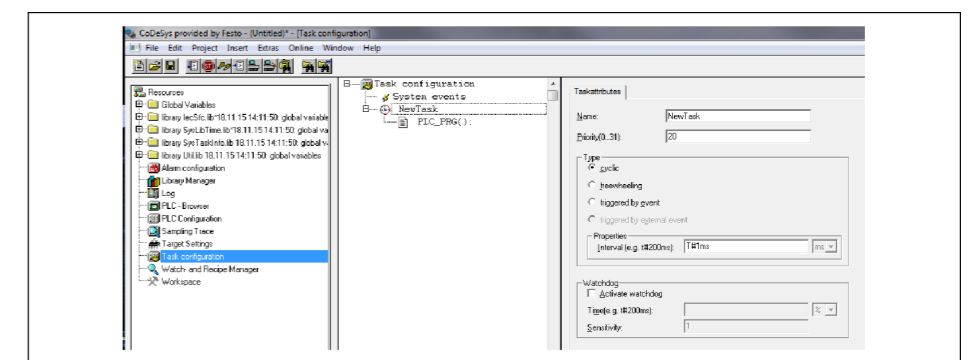 CoDeSys provided by Festo - (Untitled)* - [Task configuration]
File Edit Project Insert Extras Online Window Help
Resources
Global Variables
library Iecsfc.lib*18.11.15 14:11:50: global variable
library SysLibTime.lib*18.11.15 14:11:50: global va
library SysTaskInfo.lib 18.11.15 14:11:50: global v
library Util.lib 18.11.15 14:11:50: global variables
Alarm configuration
Library Manager
Log
PLC - Browser
PLC Configuration
Sampling Trace
Target Settings
Task configuration
Watch- and Recipe Manager
Workspace
Task configuration
System events
NewTask
PLC_PRG();
Taskattributes
Name: NewTask
Priority(0..31): 20
Type
cyclic
freewheeling
triggered by event
triggered by external event
Properties
Interval (e.g. t#200ms): T#1ms ms
Watchdog
Activate watchdog
Time(e.g. t#200ms): %
Sensitivity: 1